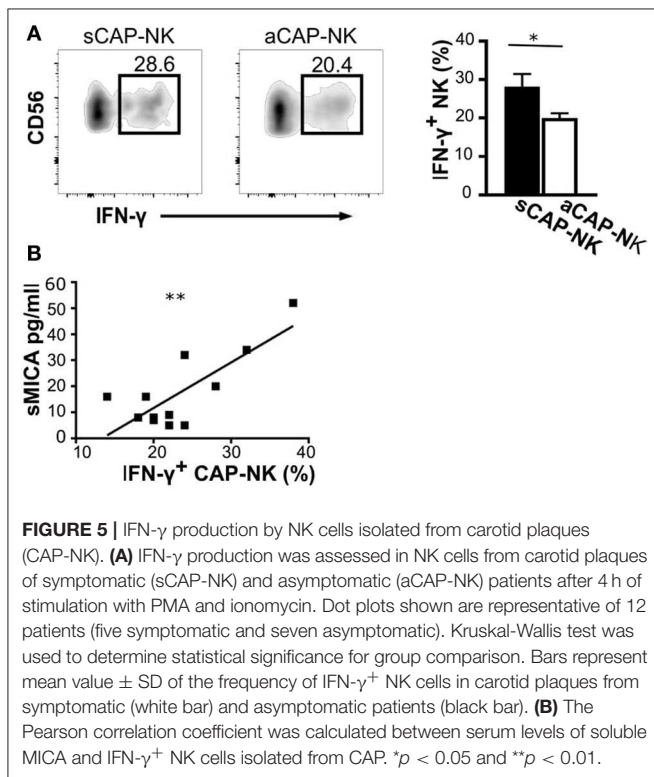 A
sCAP-NK
aCAP-NK
28.6
20.4
CD56
IFN-γ
IFN-γ+ NK (%)
40
30
20
10
0
*
sCAP-NK
aCAP-NK
B
sMICA pg/ml
60
50
40
30
20
10
0
**
10 20 30 40
IFN-γ+ CAP-NK (%)
FIGURE 5 | IFN-γ production by NK cells isolated from carotid plaques
(CAP-NK). (A) IFN-γ production was assessed in NK cells from carotid plaques
of symptomatic (sCAP-NK) and asymptomatic (aCAP-NK) patients after 4 h of
stimulation with PMA and ionomycin. Dot plots shown are representative of 12
patients (five symptomatic and seven asymptomatic). Kruskal-Wallis test was
used to determine statistical significance for group comparison. Bars represent
mean value ± SD of the frequency of IFN-γ+ NK cells in carotid plaques from
symptomatic (white bar) and asymptomatic patients (black bar). (B) The
Pearson correlation coefficient was calculated between serum levels of soluble
MICA and IFN-γ+ NK cells isolated from CAP. *p < 0.05 and **p < 0.01.